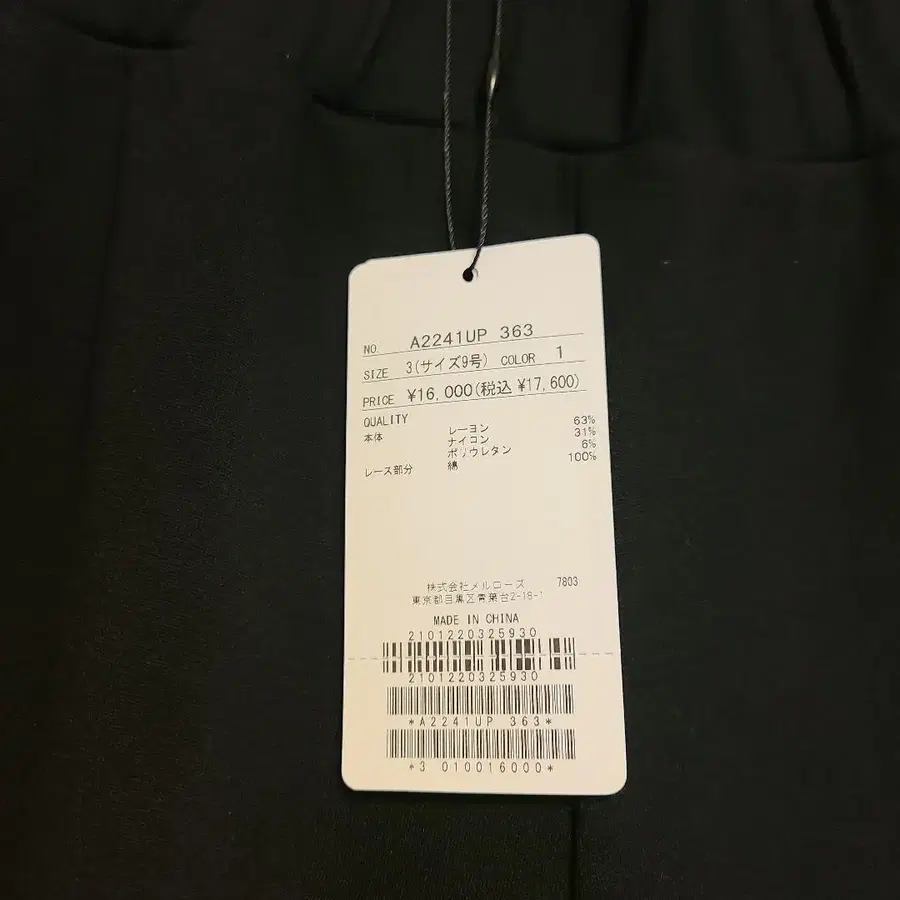 NO. A2241UP 363
SIZE 3(サイズ9号) COLOR 1
PRICE ¥16,000(税込 ¥17,600)
QUALITY
本体 レーヨン 63%
ナイロン 31%
ポリウレタン 6%
レース部分 綿 100%
株式会社メルローズ 7803
東京都目黒区青葉台2-18-1
MADE IN CHINA
2101220325930
2101220325930
*A2241UP 363*
*3 010016000*